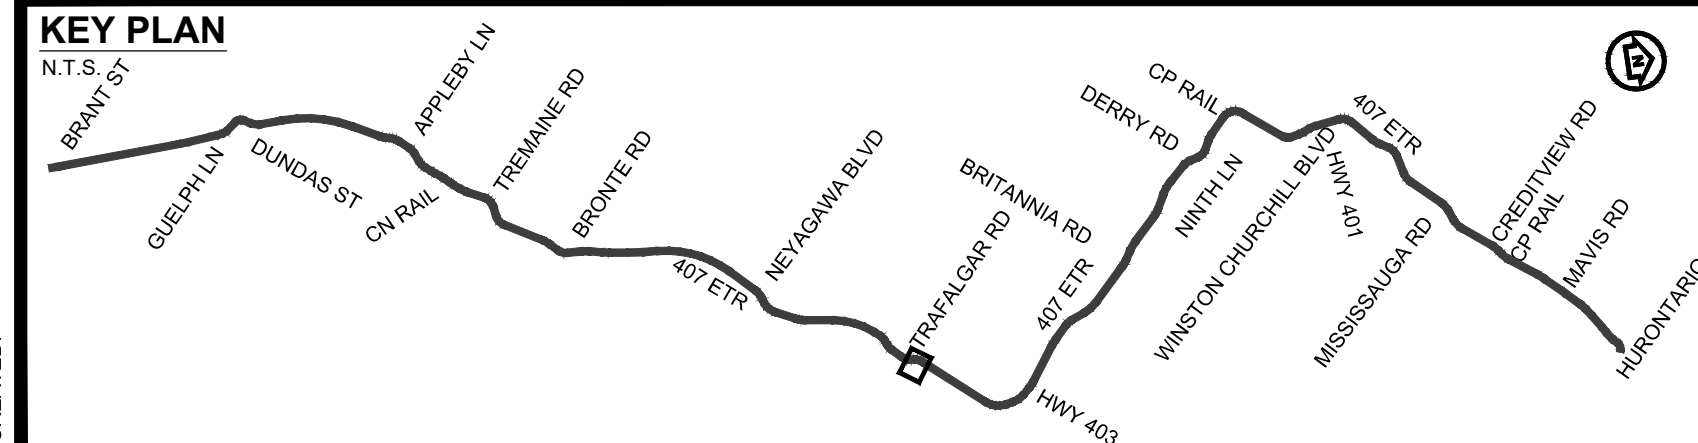 KEY PLAN
N.T.S.
BRANT ST
GUELPH LN
DUNDAS ST
CN RAIL
APPLEBY LN
TREMAINE RD
BRONTE RD
407 ETR
NEYAGAWA BLVD
TRAFALGAR RD
BRITANNIA RD
407 ETR
HWY 403
DERRY RD
CP RAIL
NINTH LN
WINSTON CHURCHILL BLVD
HWY 401
407 ETR
MISSISSAUGA RD
CREDITVIEW RD
CP RAIL
MAVIS RD
HURONTARIO
N